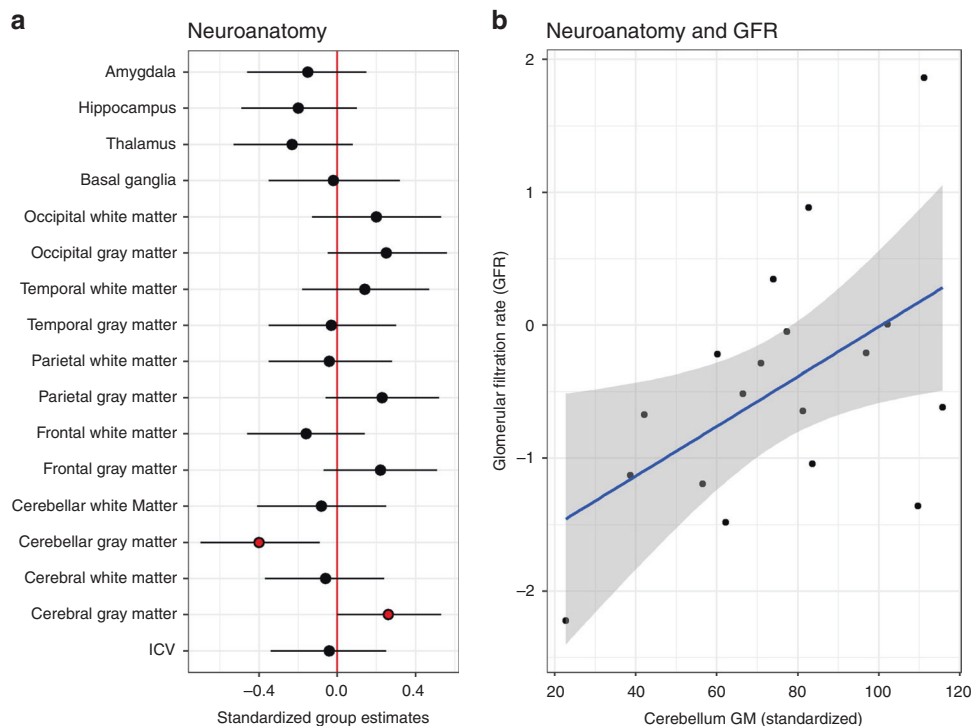 a
Neuroanatomy
Amygdala
Hippocampus
Thalamus
Basal ganglia
Occipital white matter
Occipital gray matter
Temporal white matter
Temporal gray matter
Parietal white matter
Parietal gray matter
Frontal white matter
Frontal gray matter
Cerebellar white Matter
Cerebellar gray matter
Cerebral white matter
Cerebral gray matter
ICV
−0.4 0.0 0.4
Standardized group estimates
b
Neuroanatomy and GFR
Glomerular filtration rate (GFR)
2
1
0
−1
−2
20 40 60 80 100 120
Cerebellum GM (standardized)